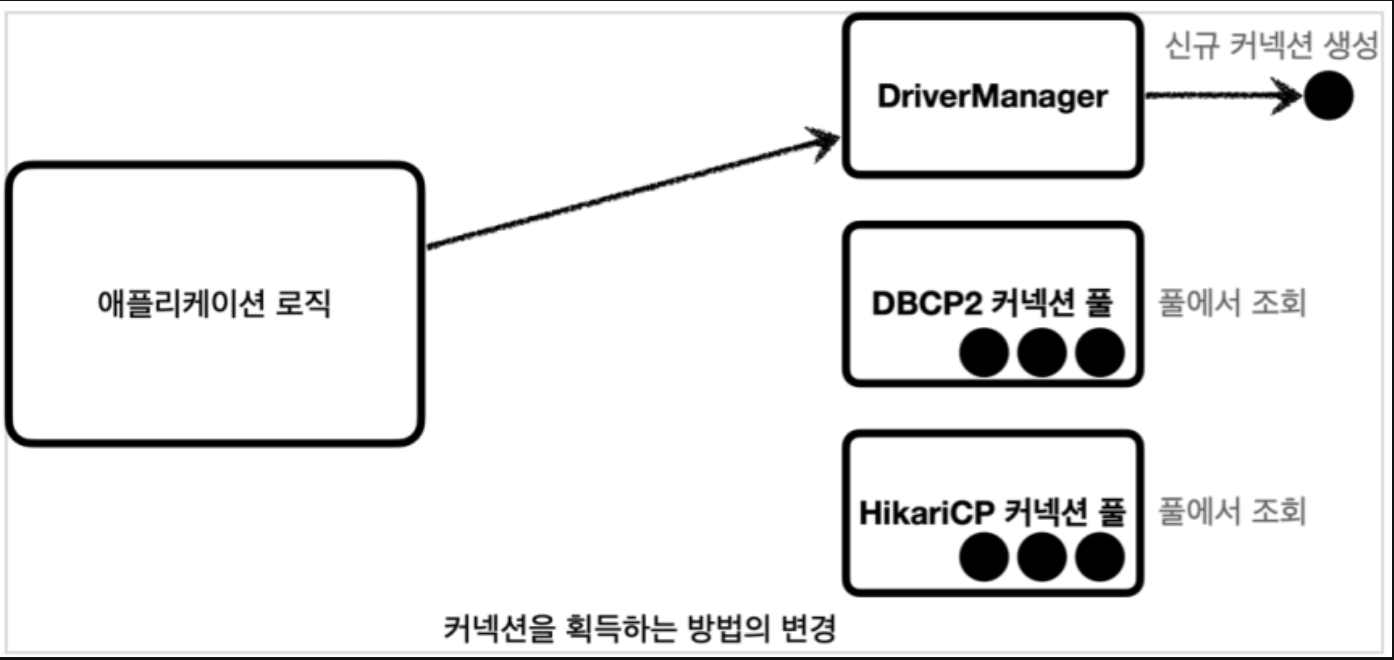 신규 커넥션 생성
DriverManager
애플리케이션 로직
DBCP2 커넥션 풀
풀에서 조회
HikariCP 커넥션 풀
풀에서 조회
커넥션을 획득하는 방법의 변경